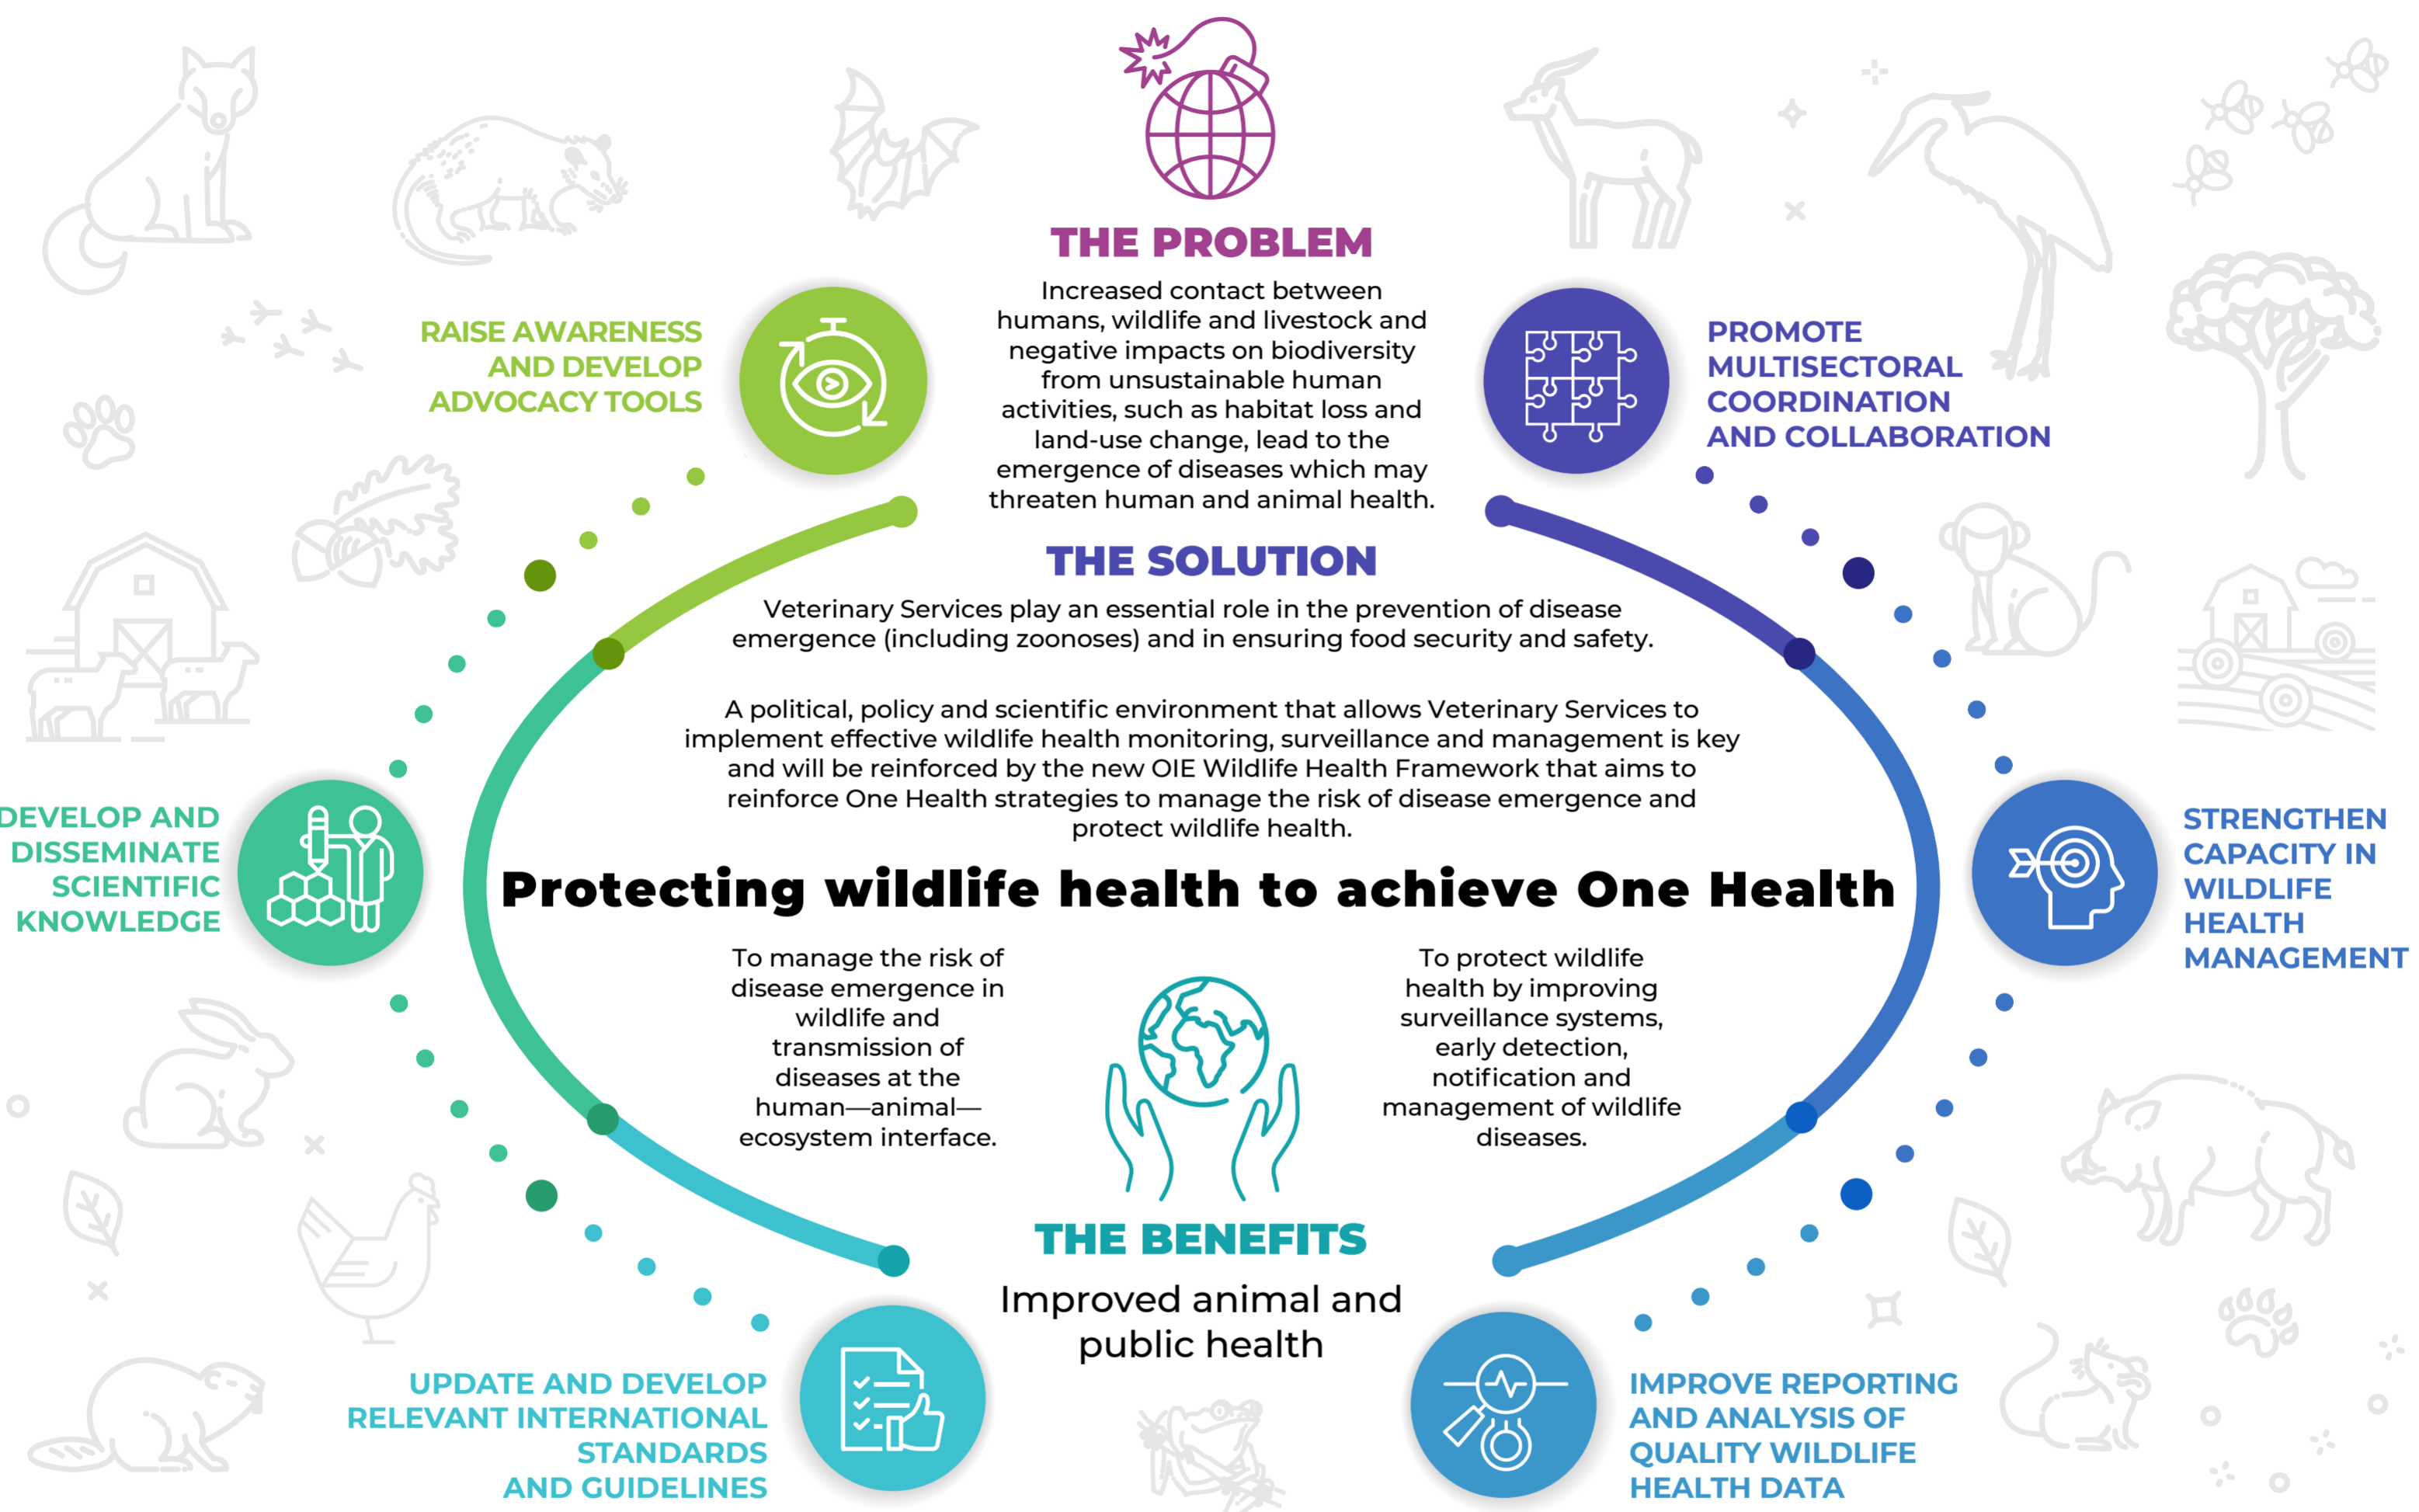 THE PROBLEM
Increased contact between
humans, wildlife and livestock and
negative impacts on biodiversity
from unsustainable human
activities, such as habitat loss and
land-use change, lead to the
emergence of diseases which may
threaten human and animal health.
RAISE AWARENESS
AND DEVELOP
ADVOCACY TOOLS
PROMOTE
MULTISECTORAL
COORDINATION
AND COLLABORATION
THE SOLUTION
Veterinary Services play an essential role in the prevention of disease
emergence (including zoonoses) and in ensuring food security and safety.
A political, policy and scientific environment that allows Veterinary Services to
implement effective wildlife health monitoring, surveillance and management is key
and will be reinforced by the new OIE Wildlife Health Framework that aims to
reinforce One Health strategies to manage the risk of disease emergence and
protect wildlife health.
DEVELOP AND
DISSEMINATE
SCIENTIFIC
KNOWLEDGE
Protecting wildlife health to achieve One Health
STRENGTHEN
CAPACITY IN
WILDLIFE
HEALTH
MANAGEMENT
To manage the risk of
disease emergence in
wildlife and
transmission of
diseases at the
human—animal—
ecosystem interface.
To protect wildlife
health by improving
surveillance systems,
early detection,
notification and
management of wildlife
diseases.
THE BENEFITS
Improved animal and
public health
UPDATE AND DEVELOP
RELEVANT INTERNATIONAL
STANDARDS
AND GUIDELINES
IMPROVE REPORTING
AND ANALYSIS OF
QUALITY WILDLIFE
HEALTH DATA